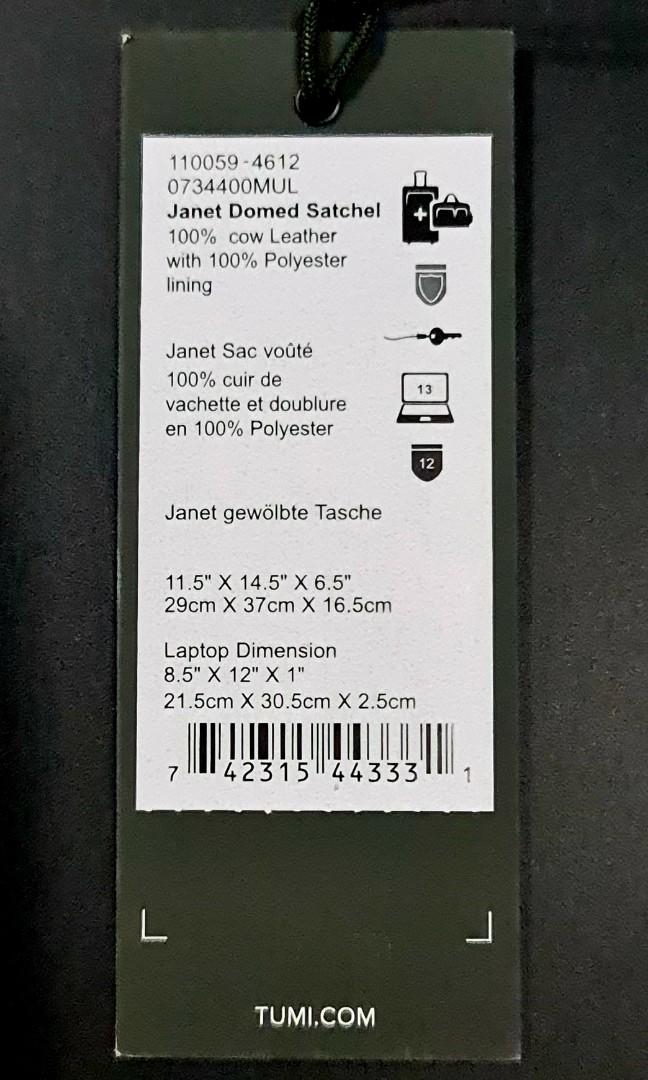 110059-4612
0734400MUL
Janet Domed Satchel
100% cow Leather
with 100% Polyester
lining
Janet Sac voûté
100% cuir de
vachette et doublure
en 100% Polyester
13
12
Janet gewölbte Tasche
11.5" X 14.5" X 6.5"
29cm X 37cm X 16.5cm
Laptop Dimension
8.5" X 12" X 1"
21.5cm X 30.5cm X 2.5cm
7 42315 44333 1
TUMI.COM